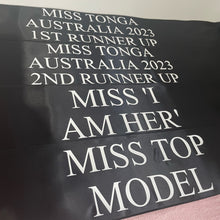 MISS TONGA
AUSTRALIA 2023
1ST RUNNER UP
MISS TONGA
AUSTRALIA 2023
2ND RUNNER UP
MISS 'I
AM HER'
MISS TOP
MODEL